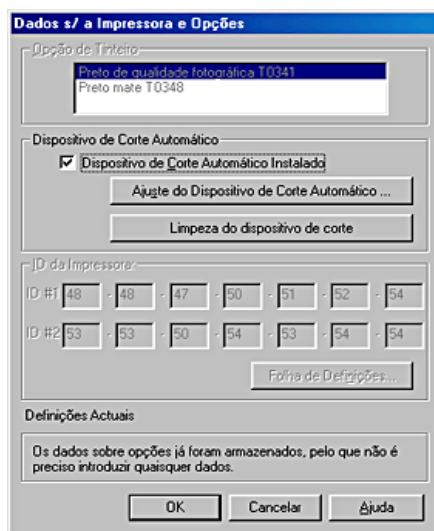 Dados s/ a Impressora e Opções
Opção de Tinteiro
Preto de qualidade fotográfica T0341
Preto mate T0348
Dispositivo de Corte Automático
Dispositivo de Corte Automático Instalado
Ajuste do Dispositivo de Corte Automático ...
Limpeza do dispositivo de corte
ID da Impressora:
ID #1 48 - 48 - 47 - 50 - 51 - 52 - 54
ID #2 53 - 53 - 50 - 54 - 53 - 54 - 54
Folha de Definições...
Definições Actuais
Os dados sobre opções já foram armazenados, pelo que não é
preciso introduzir quaisquer dados.
OK Cancelar Ajuda